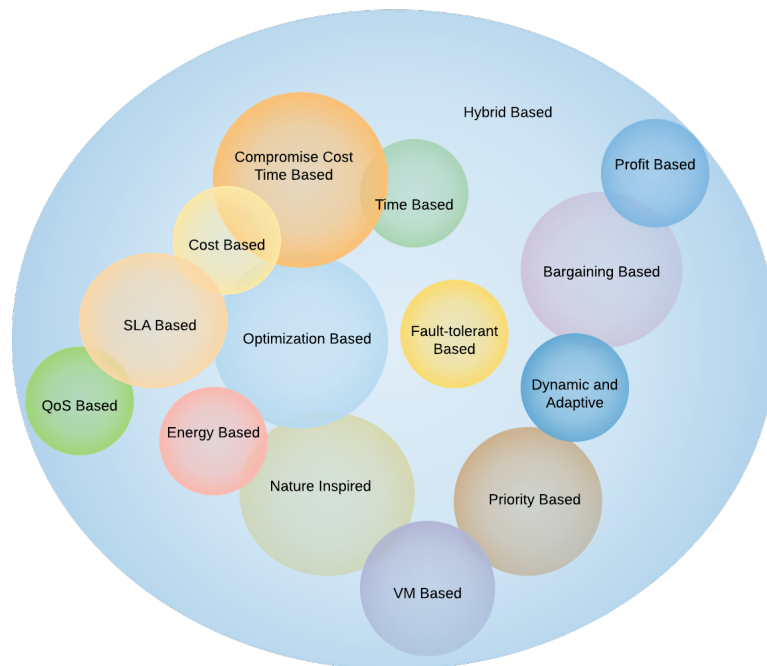 Hybrid Based
Compromise Cost
Time Based
Profit Based
Time Based
Cost Based
Bargaining Based
SLA Based
Optimization Based
Fault-tolerant
Based
Dynamic and
Adaptive
QoS Based
Energy Based
Nature Inspired
Priority Based
VM Based